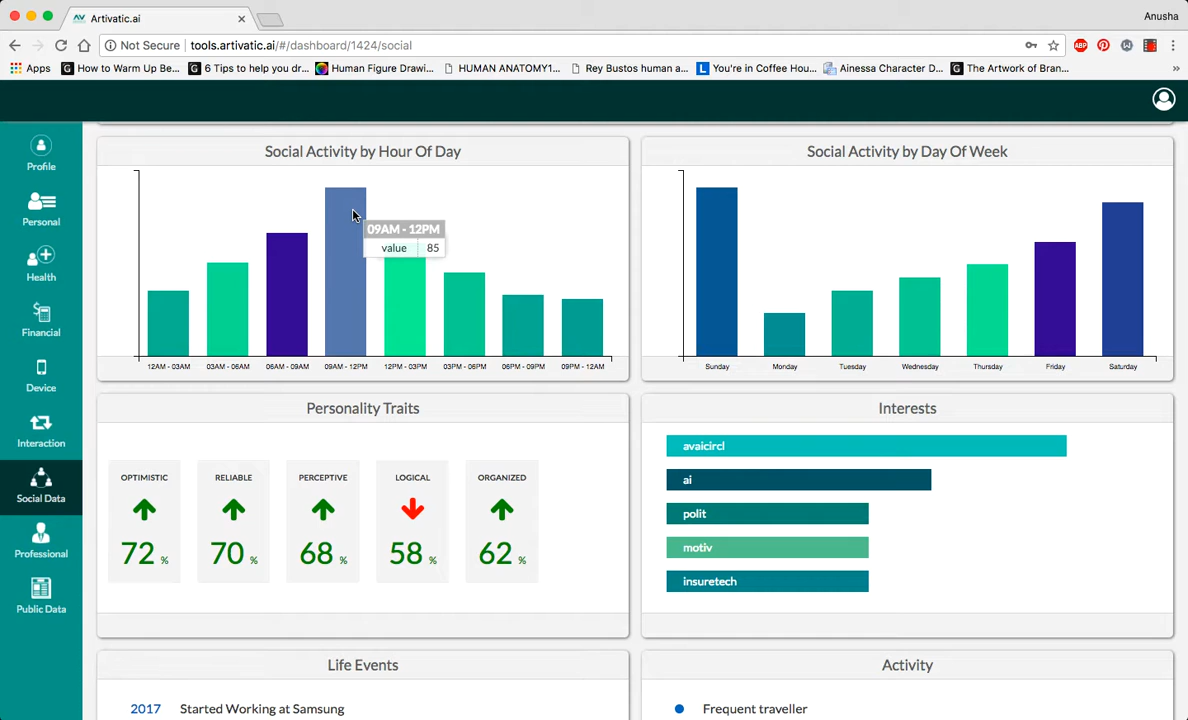 Artivatic.ai
Anusha
Not Secure tools.artivatic.ai/#/dashboard/1424/social
ABP
Apps G How to Warm Up Be... G 6 Tips to help you dr... Human Figure Drawi... HUMAN ANATOMY1... Rey Bustos human a... L You're in Coffee Hou... Ainessa Character D... G The Artwork of Bran... »
Profile
Personal
Health
Financial
Device
Interaction
Social Data
Professional
Public Data
Social Activity by Hour Of Day
09AM - 12PM
value 85
12AM - 03AM 03AM - 06AM 06AM - 09AM 09AM - 12PM 12PM - 03PM 03PM - 06PM 06PM - 09PM 09PM - 12AM
Social Activity by Day Of Week
Sunday Monday Tuesday Wednesday Thursday Friday Saturday
Personality Traits
OPTIMISTIC RELIABLE PERCEPTIVE LOGICAL ORGANIZED
72 % 70 % 68 % 58 % 62 %
Interests
avaicircl
ai
polit
motiv
insuretech
Life Events
2017 Started Working at Samsung
Activity
Frequent traveller